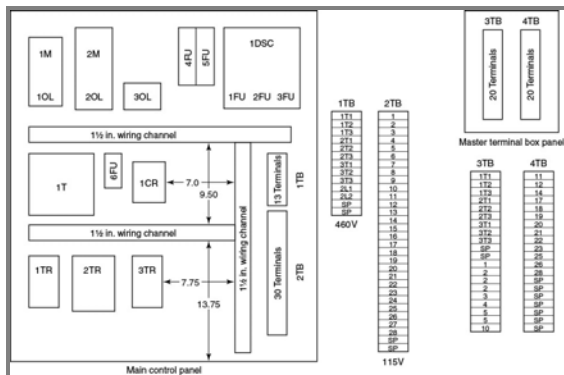 1M
2M
4FU
5FU
1DSC
1OL
2OL
3OL
1FU 2FU 3FU
1½ in. wiring channel
1T
6FU
1CR
7.0
9.50
13 Terminals
1TB
1½ in. wiring channel
1TR
2TR
3TR
7.75
13.75
1½ in. wiring channel
30 Terminals
2TB
Main control panel
1TB
1T1
1T2
1T3
2T1
2T2
2T3
3T1
3T2
3T3
2L1
2L2
SP
SP
460V
2TB
1
2
3
4
5
6
7
8
9
10
11
12
13
14
15
16
17
18
19
20
21
22
23
24
25
26
27
28
SP
SP
115V
3TB
4TB
20 Terminals
20 Terminals
Master terminal box panel
3TB
1T1
1T2
1T3
2T1
2T2
2T3
3T1
3T2
3T3
SP
SP
1
2
2
2
3
4
5
5
10
4TB
11
12
14
17
18
19
20
21
22
23
25
26
28
SP
SP
SP
SP
SP
SP
SP